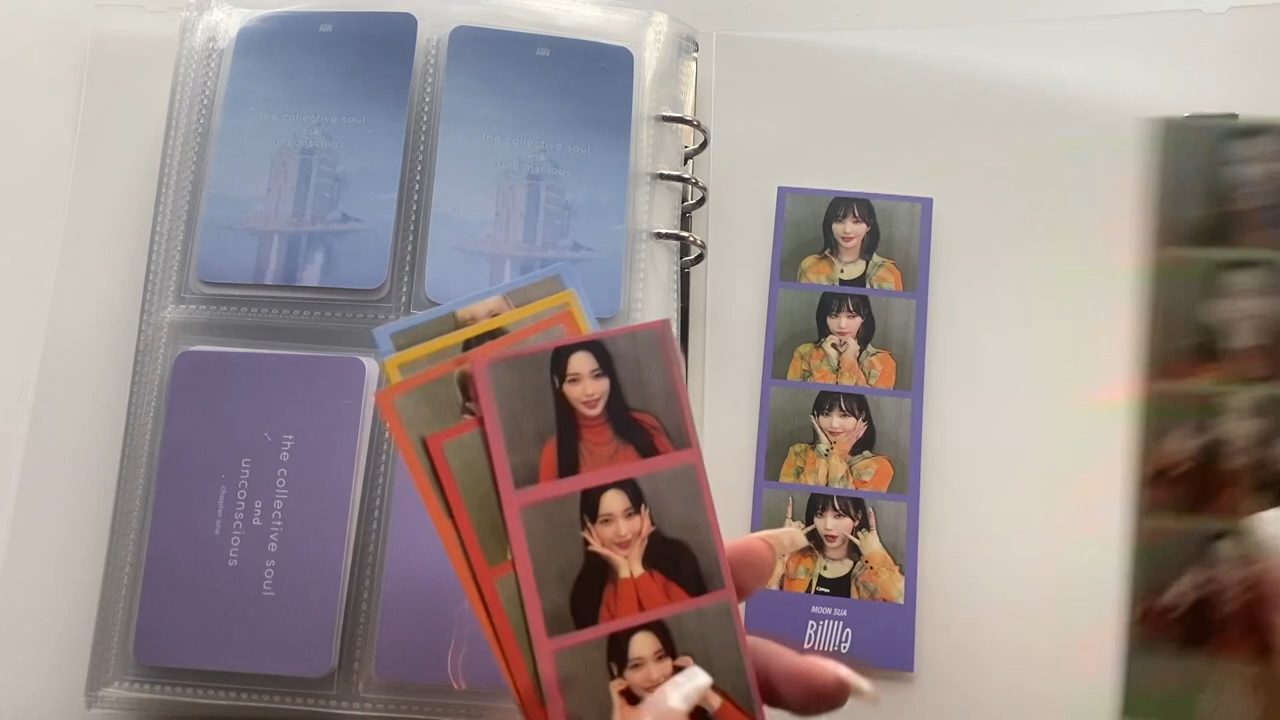 the collective soul
and
unconscious
the collective soul
and
unconscious
the collective soul
and
unconscious
chapter one
MOON SUA
Billlie